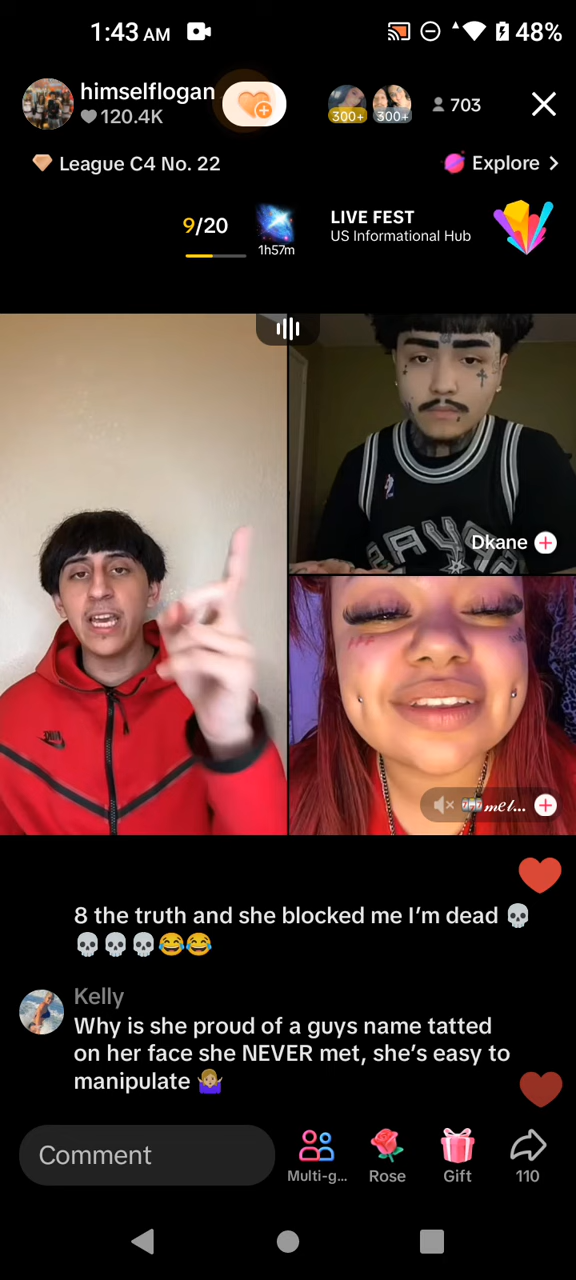 1:43 AM
48%
himselflogan
120.4K
300+
300+
703
League C4 No. 22
Explore
9/20
1h57m
LIVE FEST
US Informational Hub
Dkane
𝓶𝓮𝓵...
8 the truth and she blocked me I’m dead 💀
💀💀💀😂😂
Kelly
Why is she proud of a guys name tatted
on her face she NEVER met, she’s easy to
manipulate 🤷🏼‍♀️
Comment
Multi-g...
Rose
Gift
110